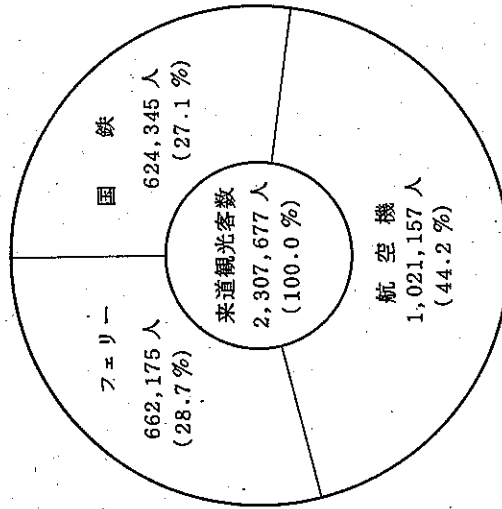 国 鉄
624,345 人
(27.1 %)
航 空 機
1,021,157 人
(44.2 %)
フェリー
662,175 人
(28.7 %)
来道観光客数
2,307,677 人
(100.0 %)